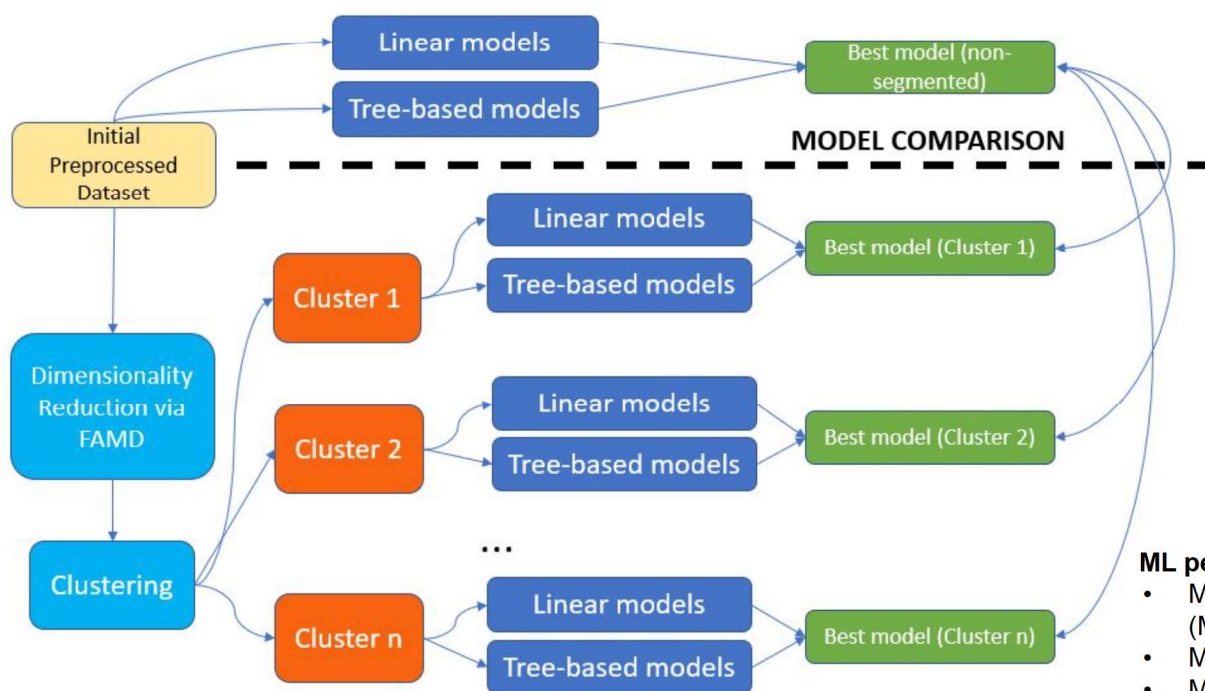 Linear models
Tree-based models
Best model (non-
segmented)
Initial
Preprocessed
Dataset
MODEL COMPARISON
Linear models
Tree-based models
Best model (Cluster 1)
Cluster 1
Dimensionality
Reduction via
FAMD
Linear models
Tree-based models
Best model (Cluster 2)
Cluster 2
...
Clustering
Linear models
Tree-based models
Best model (Cluster n)
Cluster n
ML pe
• M
(M
• M
• M